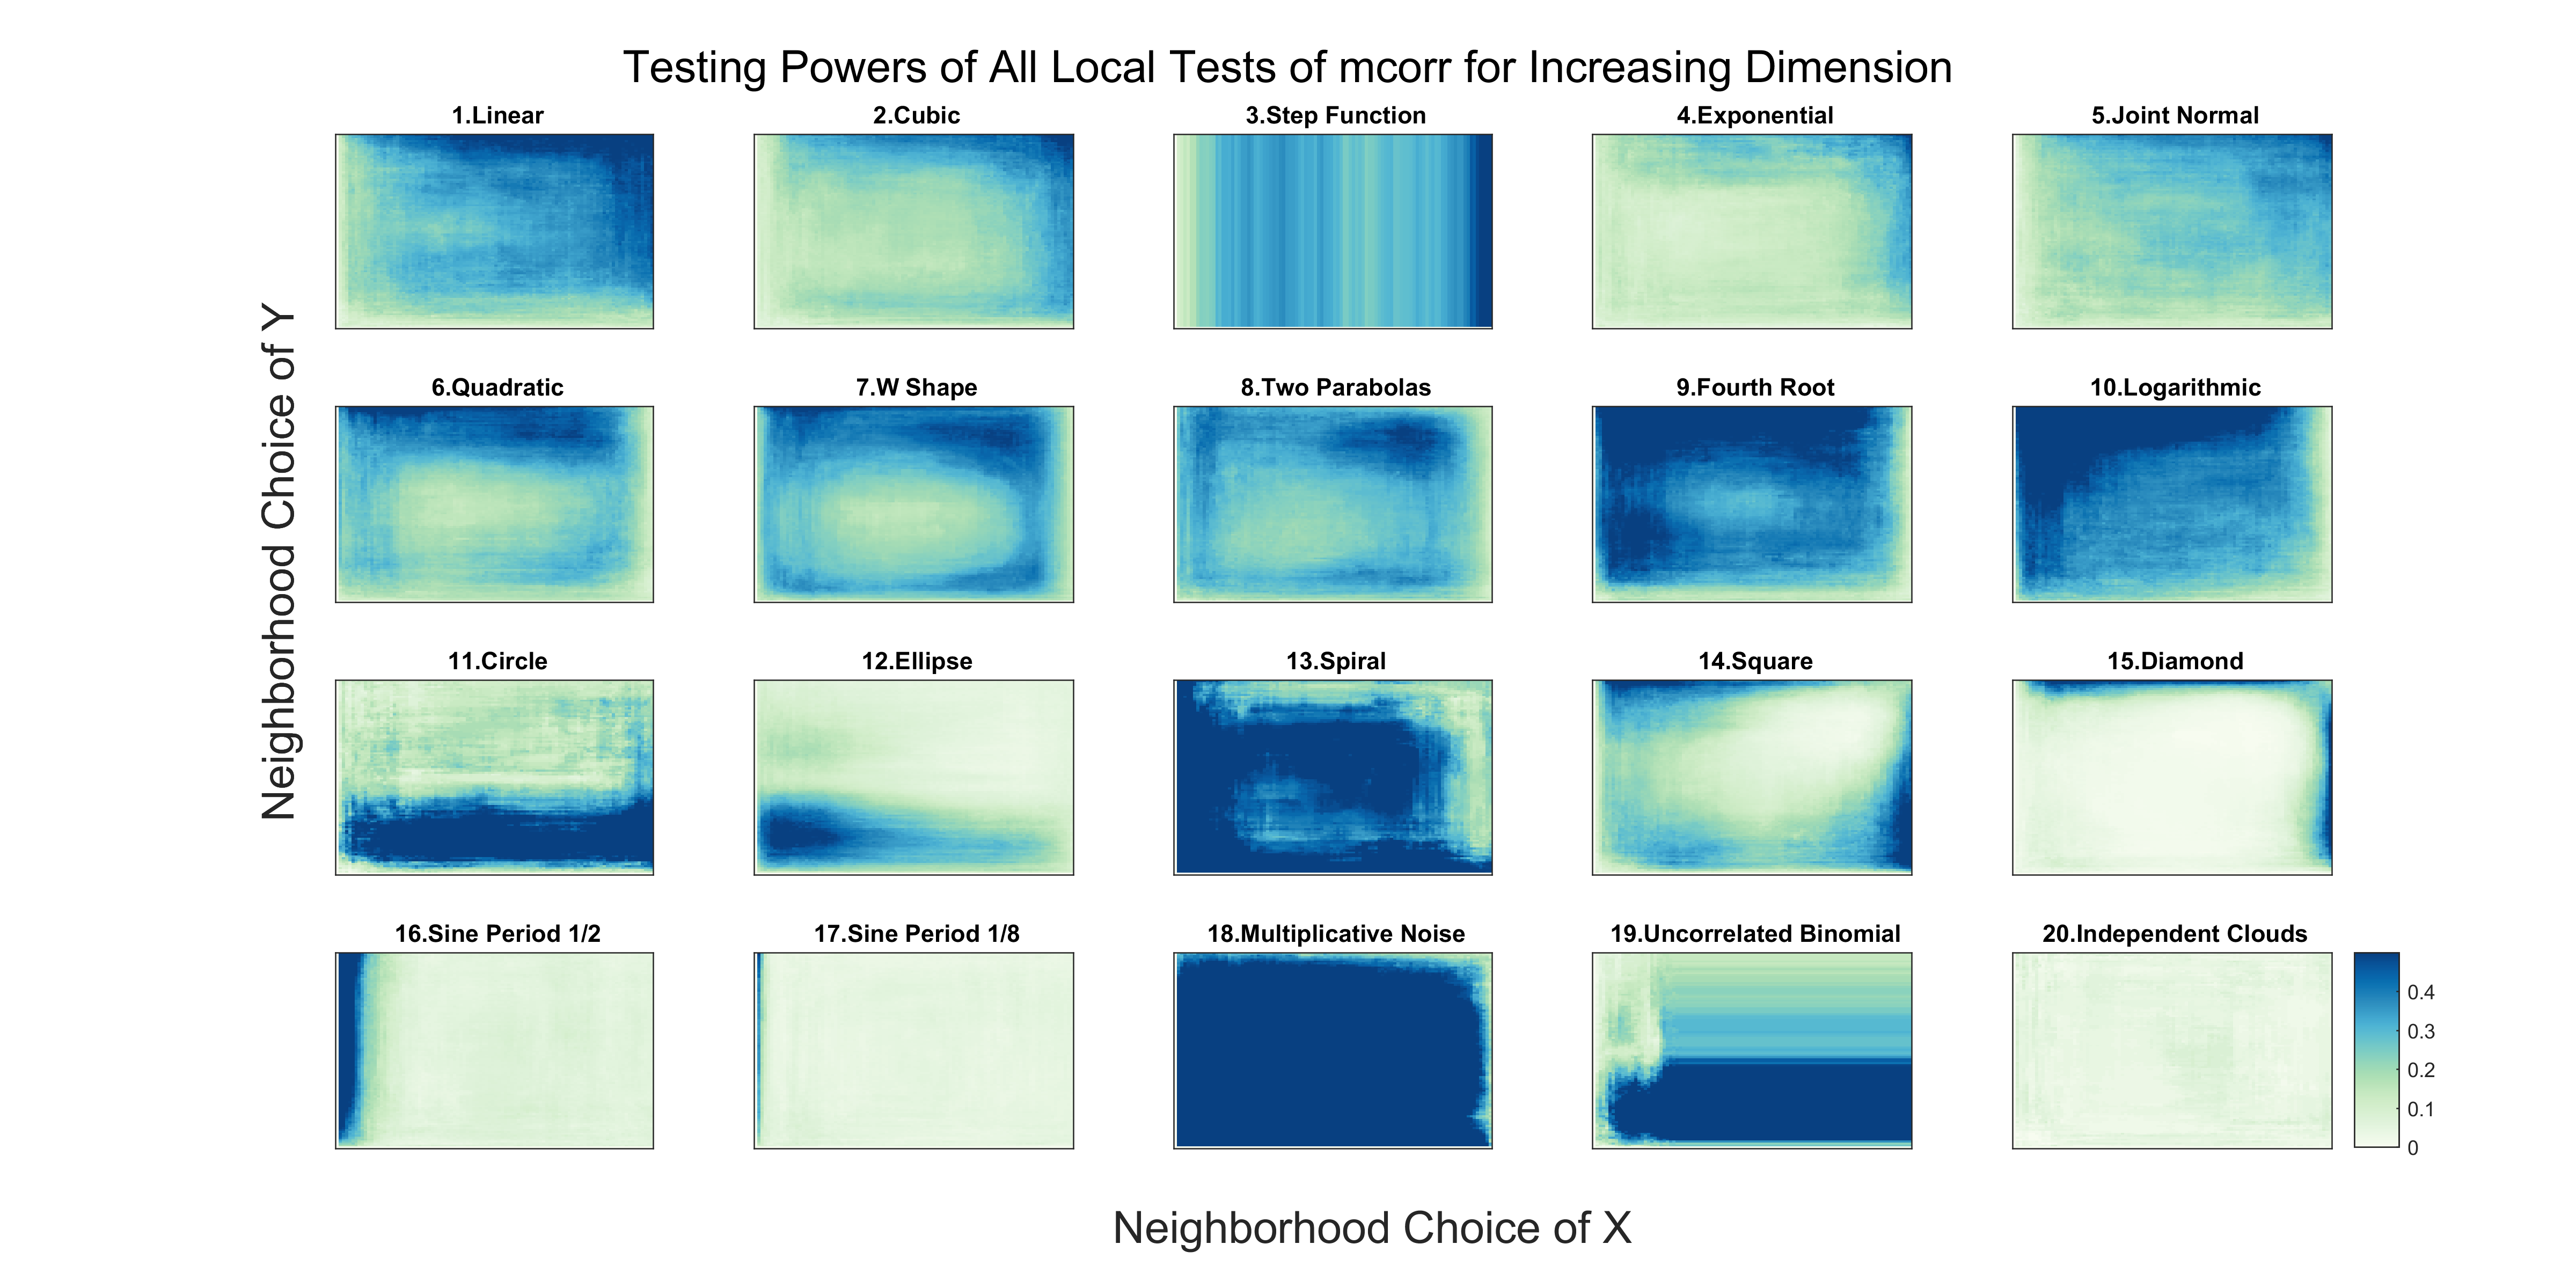 Testing Powers of All Local Tests of mcorr for Increasing Dimension
1.Linear
2.Cubic
3.Step Function
4.Exponential
5.Joint Normal
6.Quadratic
7.W Shape
8.Two Parabolas
9.Fourth Root
10.Logarithmic
11.Circle
12.Ellipse
13.Spiral
14.Square
15.Diamond
16.Sine Period 1/2
17.Sine Period 1/8
18.Multiplicative Noise
19.Uncorrelated Binomial
20.Independent Clouds
0.4
0.3
0.2
0.1
0
Neighborhood Choice of Y
Neighborhood Choice of X